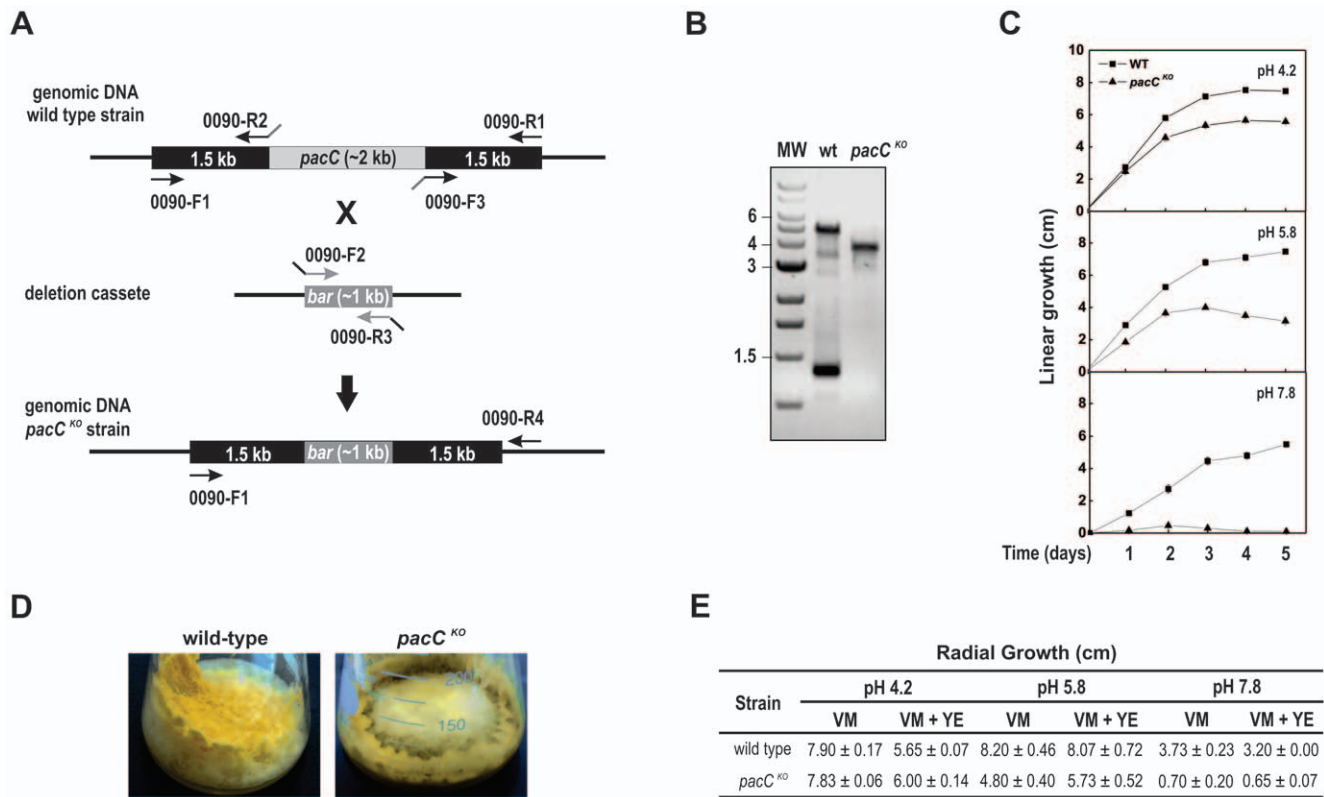 A
genomic DNA
wild type strain
0090-R2
0090-R1
1.5 kb
pacC (~2 kb)
1.5 kb
0090-F1
0090-F3
X
0090-F2
deletion cassete
bar (~1 kb)
0090-R3
genomic DNA
pacC KO strain
0090-R4
1.5 kb
bar (~1 kb)
1.5 kb
0090-F1
B
MW wt pacC KO
6
4
3
1.5
C
Linear growth (cm)
10
8
6
4
2
0
WT
pacC KO
pH 4.2
8
6
4
2
0
pH 5.8
8
6
4
2
0
pH 7.8
Time (days) 1 2 3 4 5
D
wild-type
pacC KO
200
150
E
Radial Growth (cm)
Strain pH 4.2 pH 5.8 pH 7.8
VM VM + YE VM VM + YE VM VM + YE
wild type 7.90 ± 0.17 5.65 ± 0.07 8.20 ± 0.46 8.07 ± 0.72 3.73 ± 0.23 3.20 ± 0.00
pacC KO 7.83 ± 0.06 6.00 ± 0.14 4.80 ± 0.40 5.73 ± 0.52 0.70 ± 0.20 0.65 ± 0.07